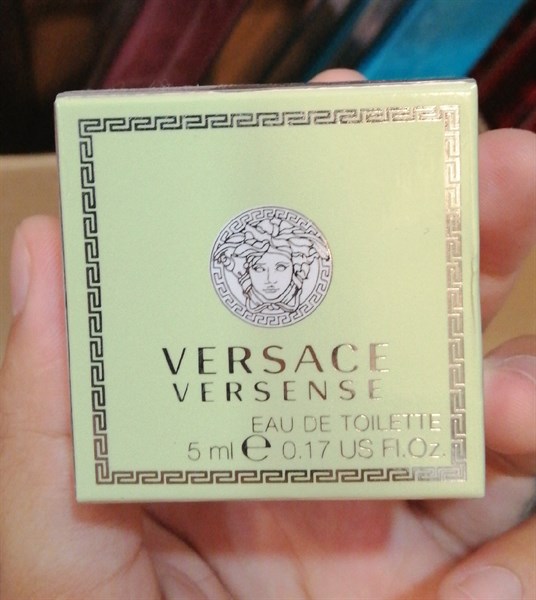 VERSACE
VERSENSE
EAU DE TOILETTE
5 ml ℮ 0.17 US Fl.Oz.